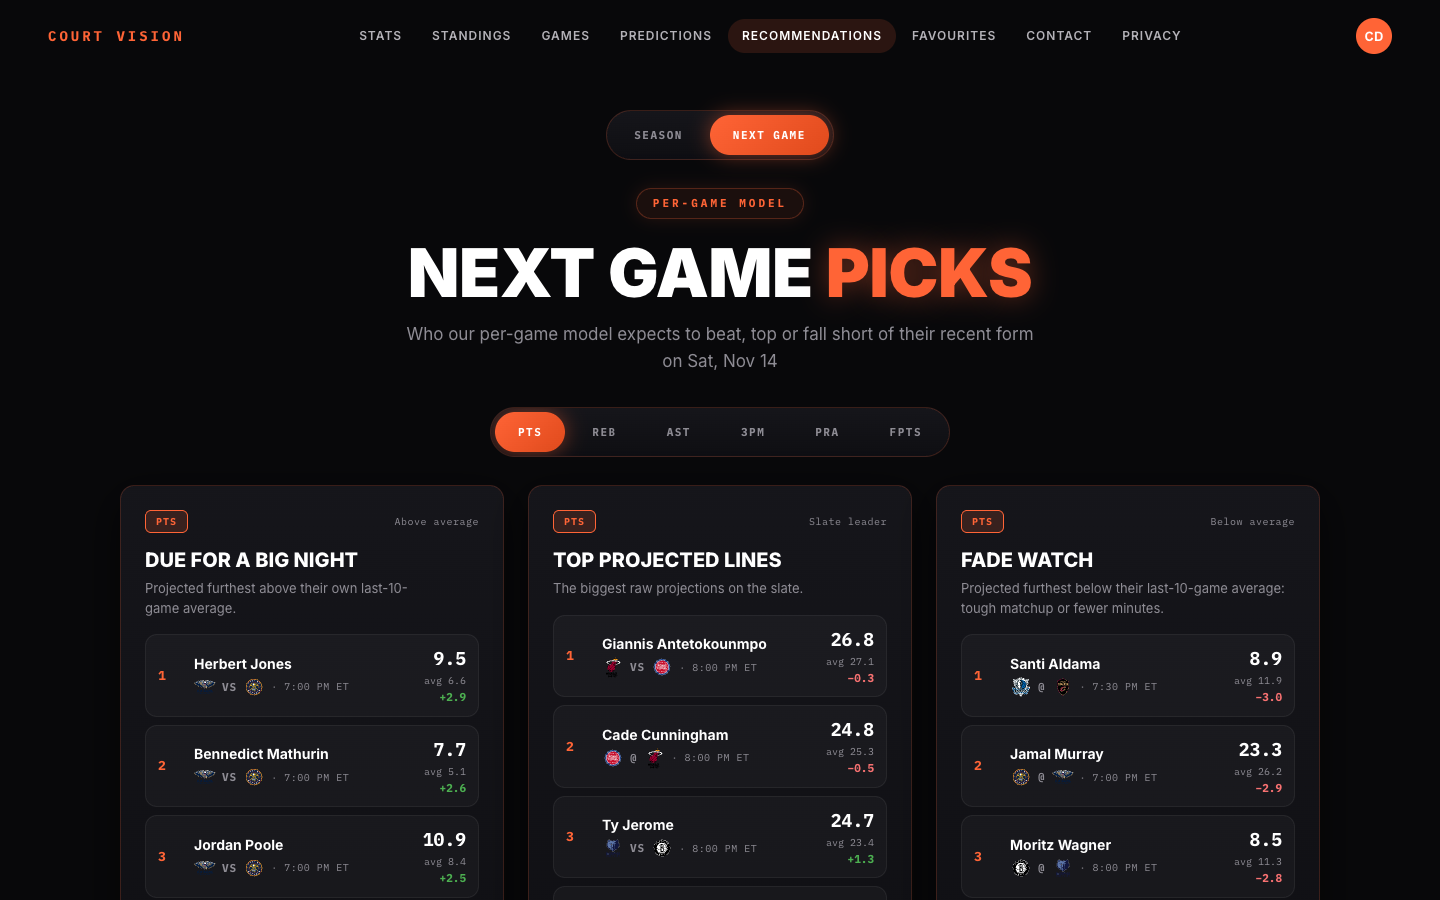 COURT VISION
STATS STANDINGS GAMES PREDICTIONS RECOMMENDATIONS FAVOURITES CONTACT PRIVACY
CD
SEASON NEXT GAME
PER-GAME MODEL
NEXT GAME PICKS
Who our per-game model expects to beat, top or fall short of their recent form
on Sat, Nov 14
PTS REB AST 3PM PRA FPTS
PTS Above average
DUE FOR A BIG NIGHT
Projected furthest above their own last-10-
game average.
1 Herbert Jones 9.5
VS · 7:00 PM ET avg 6.6
+2.9
2 Bennedict Mathurin 7.7
VS · 7:00 PM ET avg 5.1
+2.6
3 Jordan Poole 10.9
VS · 7:00 PM ET avg 8.4
+2.5
PTS Slate leader
TOP PROJECTED LINES
The biggest raw projections on the slate.
1 Giannis Antetokounmpo 26.8
VS · 8:00 PM ET avg 27.1
−0.3
2 Cade Cunningham 24.8
@ · 8:00 PM ET avg 25.3
−0.5
3 Ty Jerome 24.7
VS · 8:00 PM ET avg 23.4
+1.3
PTS Below average
FADE WATCH
Projected furthest below their last-10-game average:
tough matchup or fewer minutes.
1 Santi Aldama 8.9
@ · 7:30 PM ET avg 11.9
−3.0
2 Jamal Murray 23.3
@ · 7:00 PM ET avg 26.2
−2.9
3 Moritz Wagner 8.5
@ · 8:00 PM ET avg 11.3
−2.8